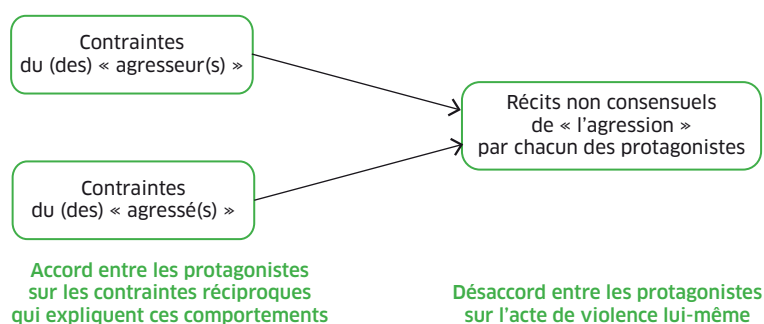 Contraintes
du (des) « agresseur(s) »
Récits non consensuels
de « l’agression »
par chacun des protagonistes
Contraintes
du (des) « agressé(s) »
Accord entre les protagonistes
sur les contraintes réciproques
qui expliquent ces comportements
Désaccord entre les protagonistes
sur l’acte de violence lui-même